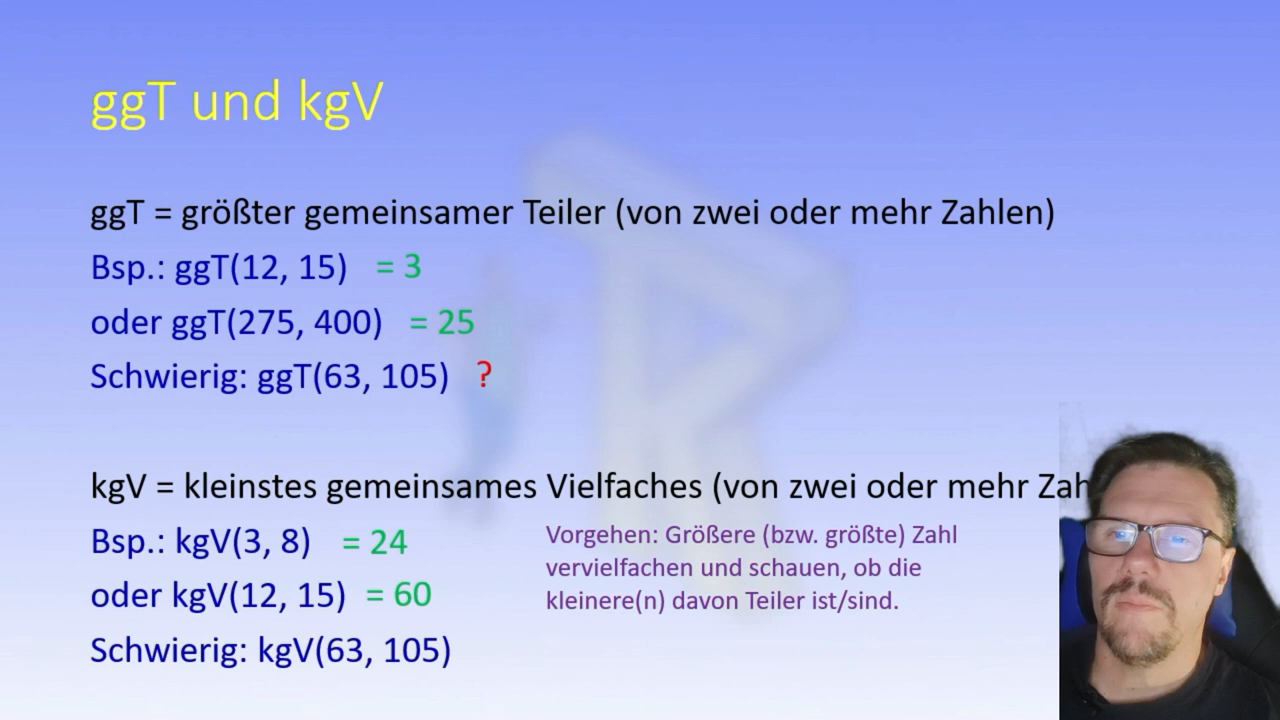 ggT und kgV
ggT = größter gemeinsamer Teiler (von zwei oder mehr Zahlen)
Bsp.: ggT(12, 15) = 3
oder ggT(275, 400) = 25
Schwierig: ggT(63, 105) ?
kgV = kleinstes gemeinsames Vielfaches (von zwei oder mehr Zah
Bsp.: kgV(3, 8) = 24
oder kgV(12, 15) = 60
Schwierig: kgV(63, 105)
Vorgehen: Größere (bzw. größte) Zahl
vervielfachen und schauen, ob die
kleinere(n) davon Teiler ist/sind.